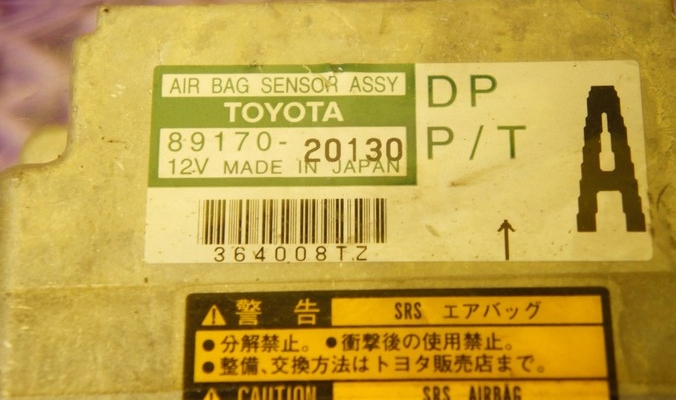 AIR BAG SENSOR ASSY
TOYOTA
89170-20130
12V MADE IN JAPAN
DP
P/T
A
364008TZ
警告 SRS エアバッグ
●分解禁止。●衝撃後の使用禁止。
●整備、交換方法はトヨタ販売店まで。
CAUTION SRS AIRBAG